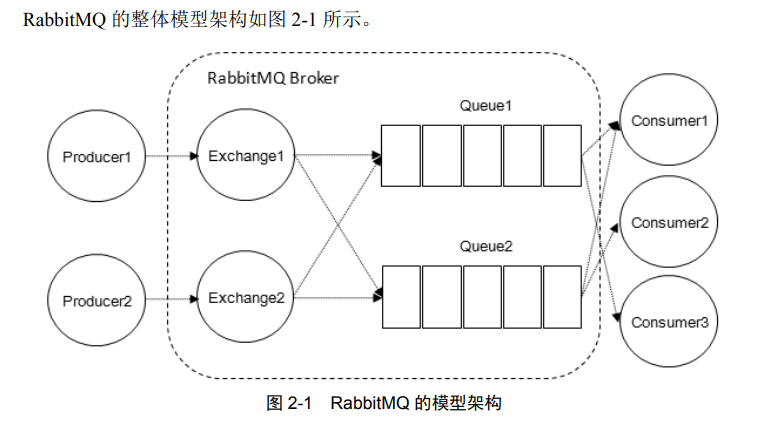 RabbitMQ 的整体模型架构如图 2-1 所示。
RabbitMQ Broker
Queue1
Producer1
Exchange1
Consumer1
Consumer2
Queue2
Producer2
Exchange2
Consumer3
图 2-1 RabbitMQ 的模型架构